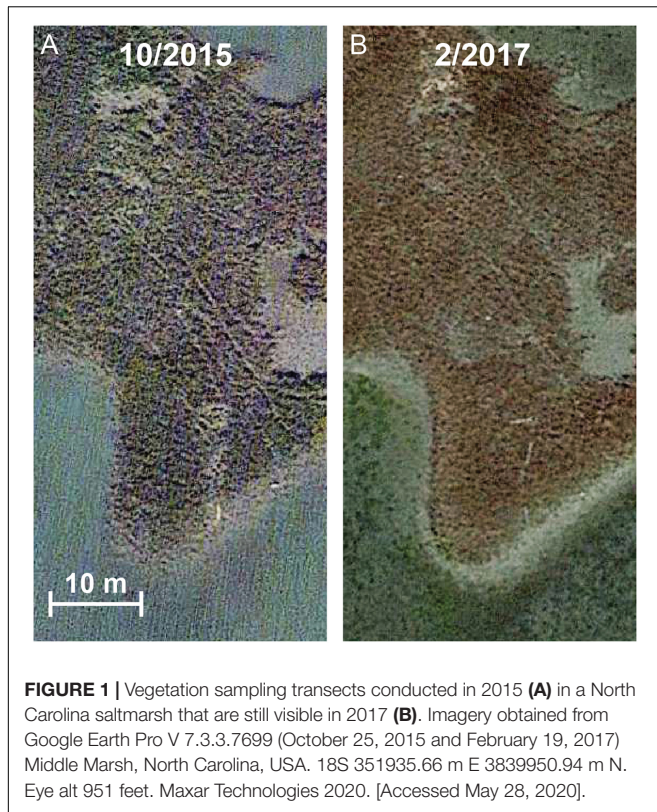 A
10/2015
B
2/2017
10 m
FIGURE 1 | Vegetation sampling transects conducted in 2015 (A) in a North
Carolina saltmarsh that are still visible in 2017 (B). Imagery obtained from
Google Earth Pro V 7.3.3.7699 (October 25, 2015 and February 19, 2017)
Middle Marsh, North Carolina, USA. 18S 351935.66 m E 3839950.94 m N.
Eye alt 951 feet. Maxar Technologies 2020. [Accessed May 28, 2020].